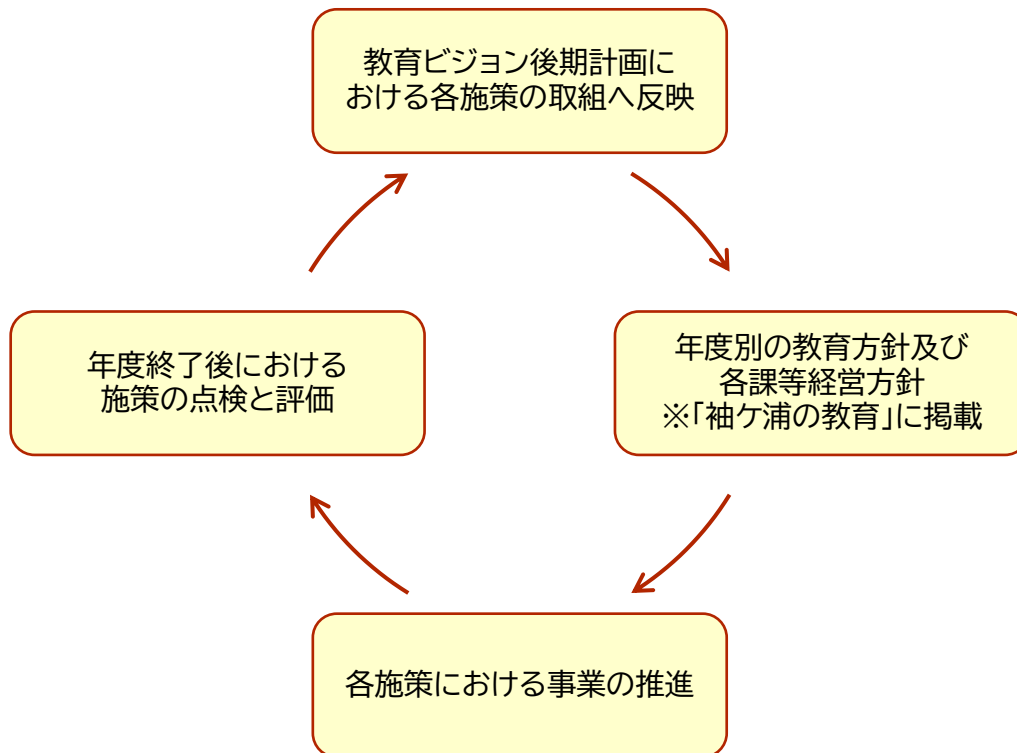 教育ビジョン後期計画に
おける各施策の取組へ反映
年度別の教育方針及び
各課等経営方針
※「袖ケ浦の教育」に掲載
各施策における事業の推進
年度終了後における
施策の点検と評価